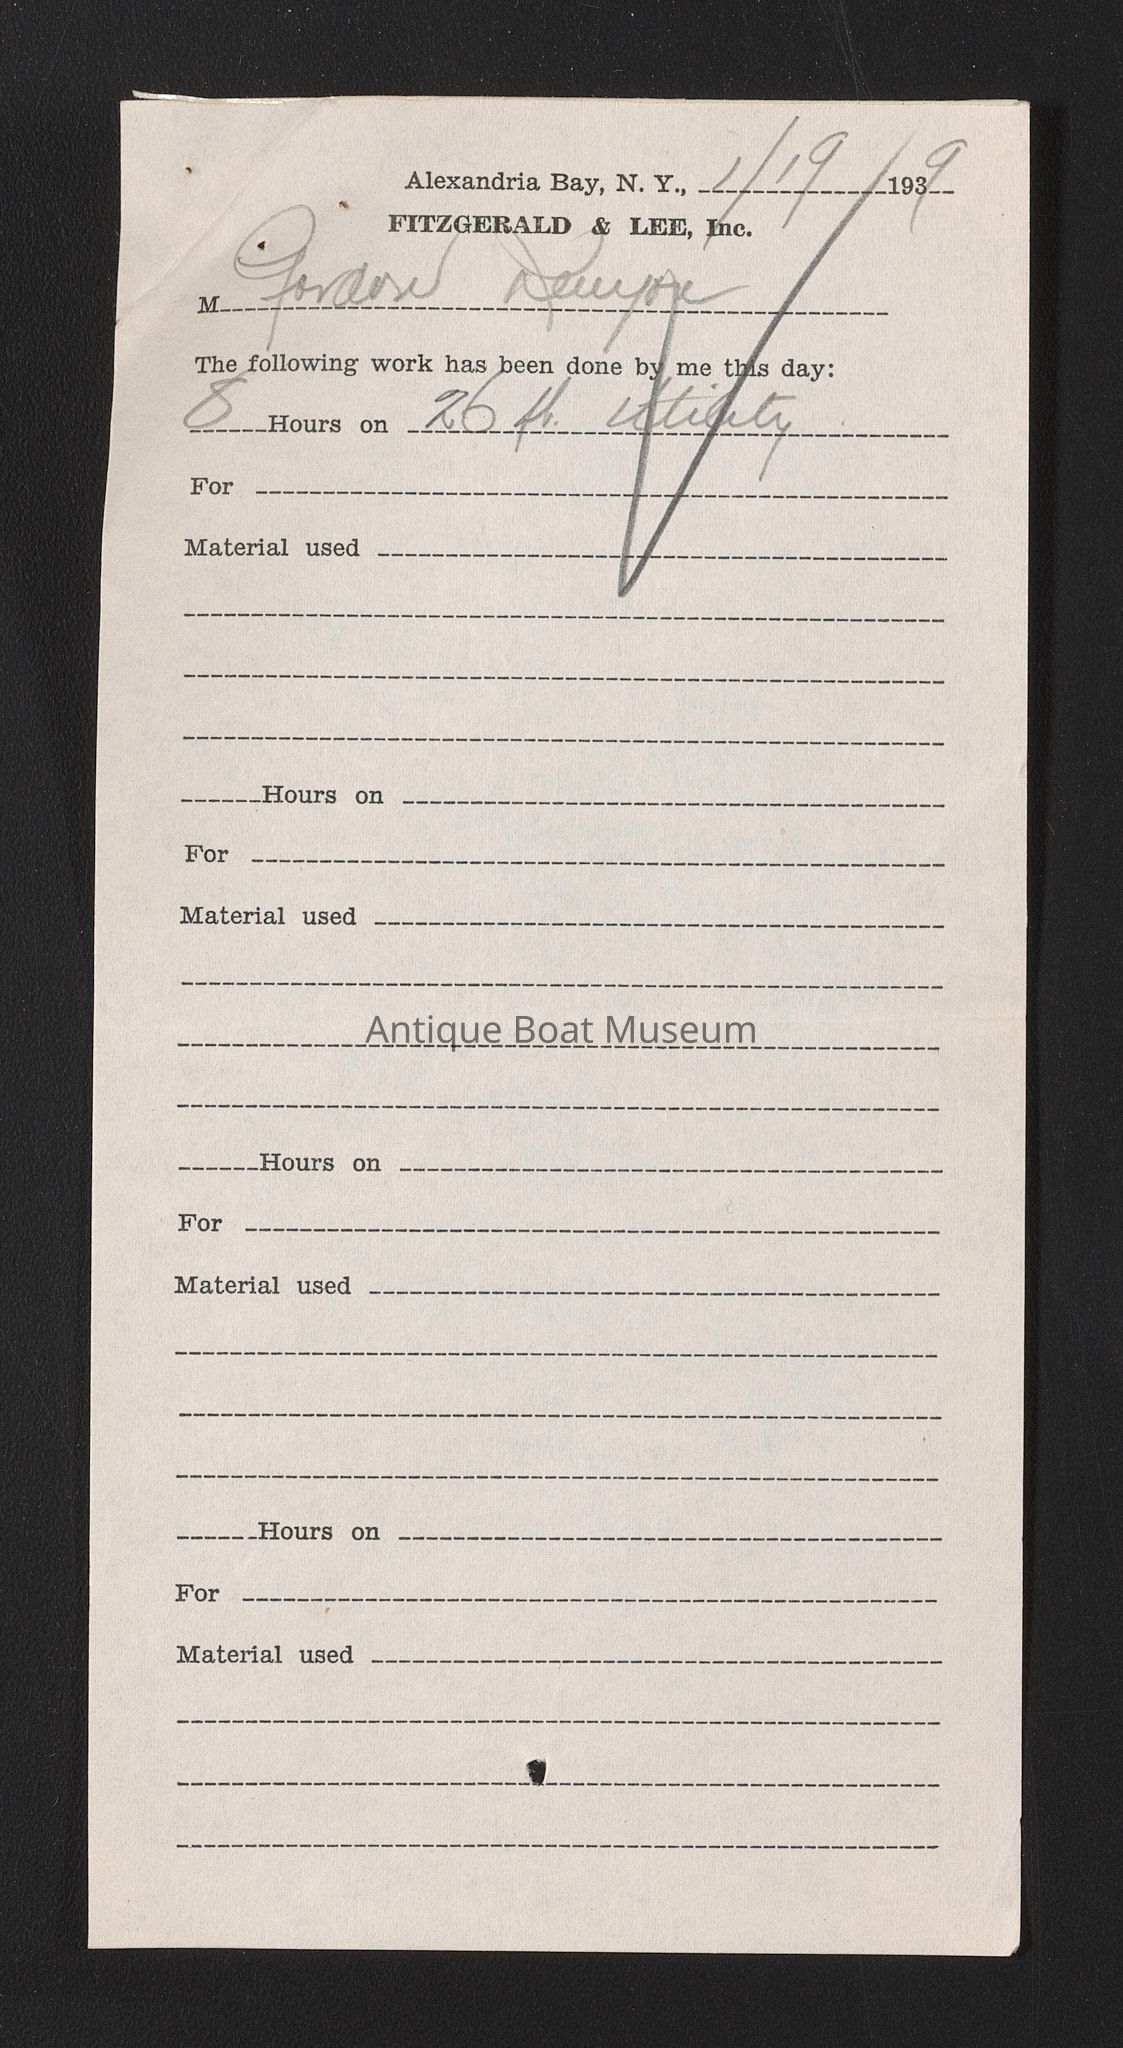 Alexandria Bay, N. Y., 1/19 1939
FITZGERALD & LEE, Inc.
M Gordon
The following work has been done by me this day:
8 Hours on 26 ft. Utility
For
Material used
Hours on
For
Material used
Antique Boat Museum
Hours on
For
Material used
Hours on
For
Material used